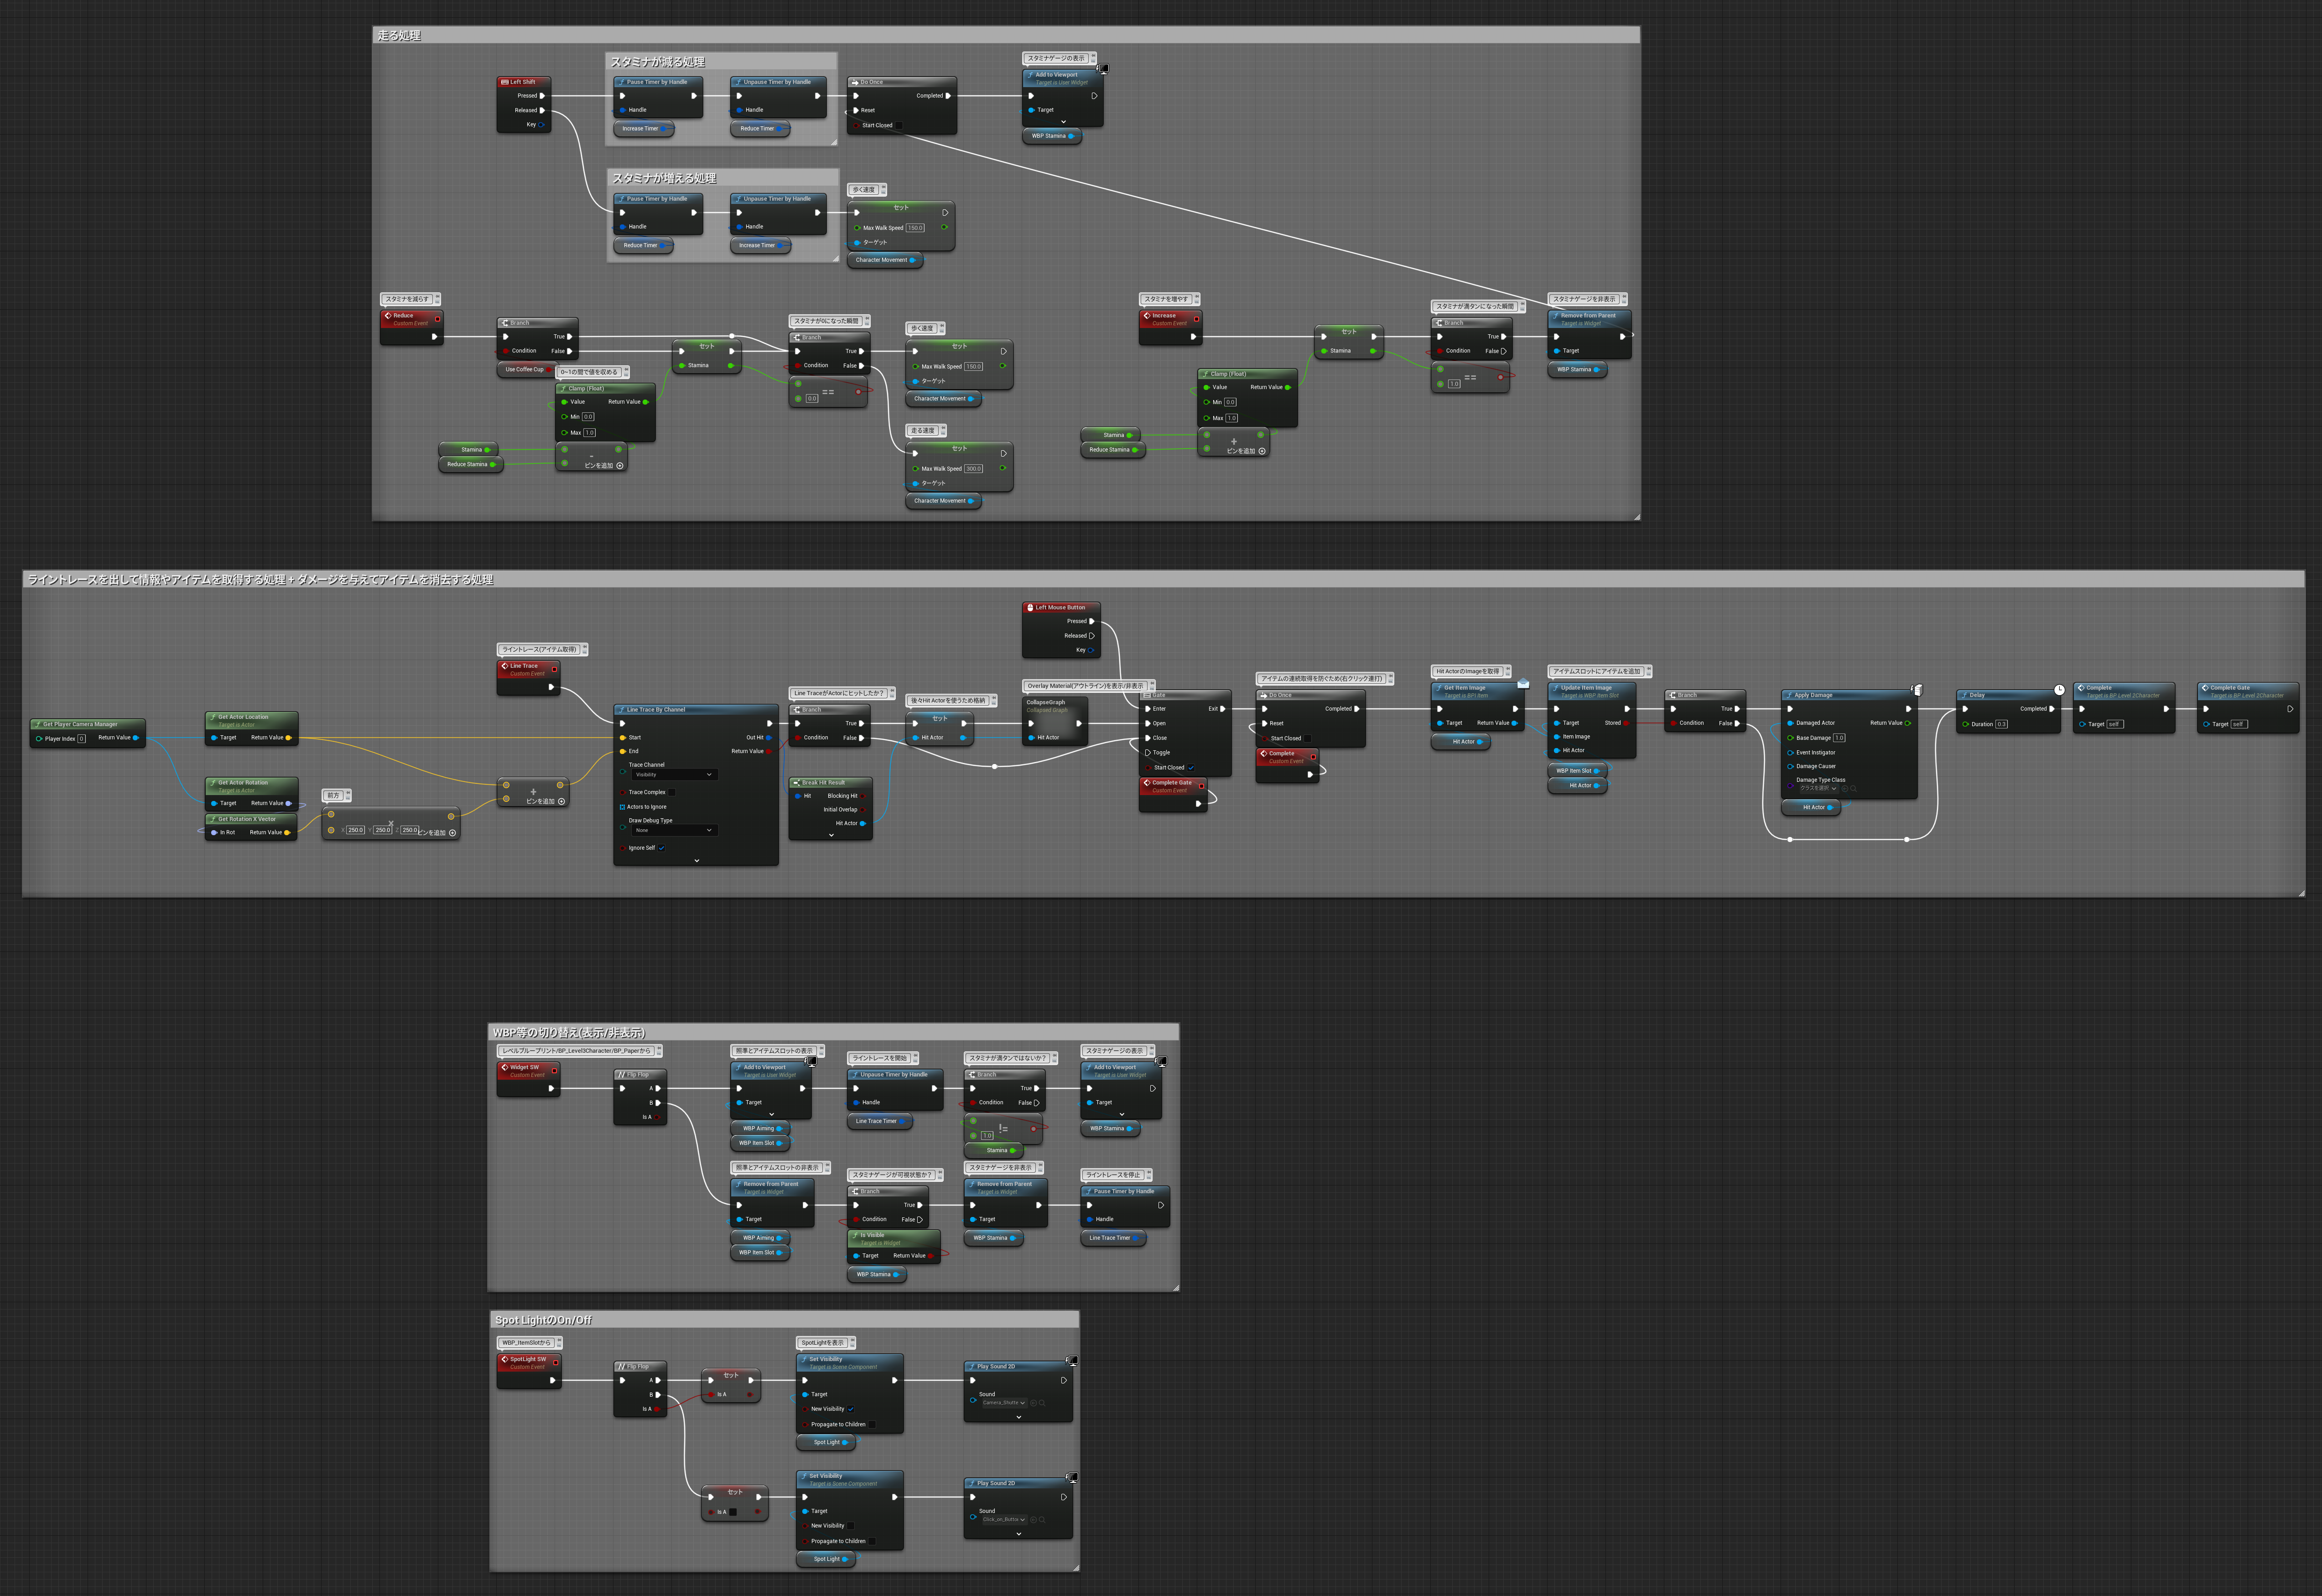 走る処理
スタミナが減る処理
スタミナゲージの表示
Left Shift
Pressed
Released
Key
Pause Timer by Handle
Handle
Increase Timer
Unpause Timer by Handle
Handle
Reduce Timer
Do Once
Completed
Reset
Start Closed
Add to Viewport
Target is User Widget
Target
WBP Stamina
スタミナが増える処理
Pause Timer by Handle
Handle
Reduce Timer
Unpause Timer by Handle
Handle
Increase Timer
歩く速度
セット
Max Walk Speed 150.0
ターゲット
Character Movement
スタミナを減らす
Reduce
Custom Event
Branch
True
Condition False
Use Coffee Cup
0~1の間で値を収める
Clamp (Float)
Value Return Value
Min 0.0
Max 1.0
Stamina
Reduce Stamina
-
ピンを追加
セット
Stamina
スタミナが0になった瞬間
Branch
True
Condition False
==
0.0
歩く速度
セット
Max Walk Speed 150.0
ターゲット
Character Movement
走る速度
セット
Max Walk Speed 300.0
ターゲット
Character Movement
スタミナを増やす
Increase
Custom Event
Stamina
Reduce Stamina
Clamp (Float)
Value Return Value
Min 0.0
Max 1.0
+
ピンを追加
セット
Stamina
スタミナが満タンになった瞬間
Branch
True
Condition False
==
1.0
スタミナゲージを非表示
Remove from Parent
Target is Widget
Target
WBP Stamina
ライントレースを出して情報やアイテムを取得する処理 + ダメージを与えてアイテムを消去する処理
Get Player Camera Manager
Player Index 0 Return Value
Get Actor Location
Target is Actor
Target Return Value
Get Actor Rotation
Target is Actor
Target Return Value
Get Rotation X Vector
In Rot Return Value
前方
X 250.0 Y 250.0 Z 250.0
ピンを追加
+
ピンを追加
ライントレース(アイテム取得)
Line Trace
Custom Event
Line Trace By Channel
Start Out Hit
End Return Value
Trace Channel
Visibility
Trace Complex
Actors to Ignore
Draw Debug Type
None
Ignore Self
Line TraceがActorにヒットしたか？
Branch
True
Condition False
Break Hit Result
Hit Blocking Hit
Initial Overlap
Hit Actor
後々Hit Actorを使うため格納
セット
Hit Actor
Left Mouse Button
Pressed
Released
Key
Overlay Material(アウトライン)を表示/非表示
CollapseGraph
Collapsed Graph
Hit Actor
Gate
Enter Exit
Open
Close
Toggle
Start Closed
Complete Gate
Custom Event
アイテムの連続取得を防ぐため(右クリック連打)
Do Once
Completed
Reset
Start Closed
Complete
Custom Event
Hit ActorのImageを取得
Get Item Image
Target is BPI Item
Target Return Value
Hit Actor
アイテムスロットにアイテムを追加
Update Item Image
Target is WBP Item Slot
Target Stored
Item Image
Hit Actor
WBP Item Slot
Hit Actor
Branch
True
Condition False
Apply Damage
Damaged Actor Return Value
Base Damage 1.0
Event Instigator
Damage Causer
Damage Type Class
クラスを選択
Hit Actor
Delay
Completed
Duration 0.3
Complete
Target is BP Level 2Character
Target self
Complete Gate
Target is BP Level 2Character
Target self
WBP等の切り替え(表示/非表示)
レベルブループリント/BP_Level3Character/BP_Paperから
Widget SW
Custom Event
Flip Flop
A
B
Is A
照準とアイテムスロットの表示
Add to Viewport
Target is User Widget
Target
WBP Aiming
WBP Item Slot
ライントレースを開始
Unpause Timer by Handle
Handle
Line Trace Timer
スタミナが満タンではないか？
Branch
True
Condition False
!=
1.0
Stamina
スタミナゲージの表示
Add to Viewport
Target is User Widget
Target
WBP Stamina
照準とアイテムスロットの非表示
Remove from Parent
Target is Widget
Target
WBP Aiming
WBP Item Slot
スタミナゲージが可視状態か？
Branch
True
Condition False
Is Visible
Target is Widget
Target Return Value
WBP Stamina
スタミナゲージを非表示
Remove from Parent
Target is Widget
Target
WBP Stamina
ライントレースを停止
Pause Timer by Handle
Handle
Line Trace Timer
Spot LightのOn/Off
WBP_ItemSlotから
SpotLight SW
Custom Event
Flip Flop
A
B
Is A
セット
Is A
SpotLightを表示
Set Visibility
Target is Scene Component
Target
New Visibility
Propagate to Children
Spot Light
Play Sound 2D
Sound
Camera_Shutte
セット
Is A
Set Visibility
Target is Scene Component
Target
New Visibility
Propagate to Children
Spot Light
Play Sound 2D
Sound
Click_on_Butto